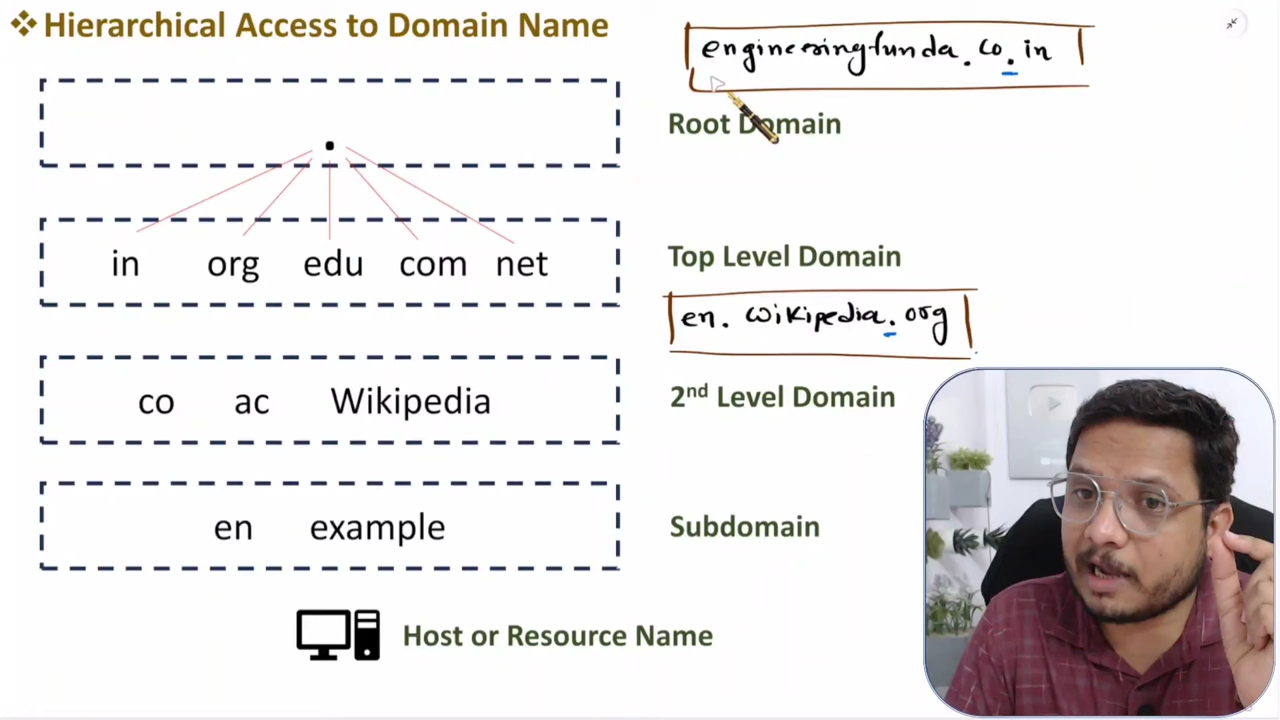 ❖Hierarchical Access to Domain Name
engineeringfunda.co.in
.
Root Domain
in org edu com net
Top Level Domain
en. wikipedia.org
co ac Wikipedia
2nd Level Domain
en example
Subdomain
Host or Resource Name